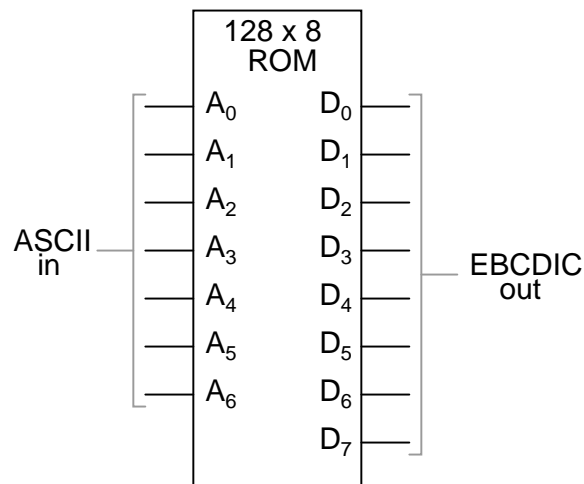 128 x 8
ROM
A0 D0
A1 D1
A2 D2
ASCII
in
A3 D3
EBCDIC
out
A4 D4
A5 D5
A6 D6
D7